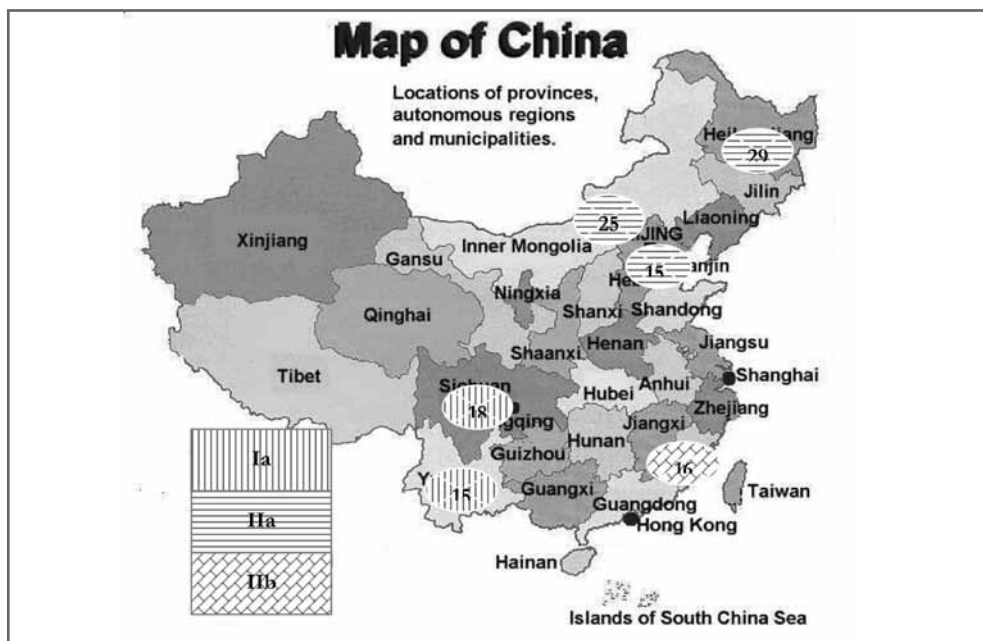 Map of China
Locations of provinces,
autonomous regions
and municipalities.
29
Jilin
Liaoning
25
Xinjiang
Inner Mongolia
Gansu
15
Ningxia
Qinghai
Shanxi
Shandong
Shaanxi
Henan
Jiangsu
Tibet
Shanghai
Hubei
Anhui
18
Zhejiang
Jiangxi
Hunan
Ia
Guizhou
16
15
Guangxi
Taiwan
Guangdong
IIa
Hong Kong
Hainan
IIb
Islands of South China Sea